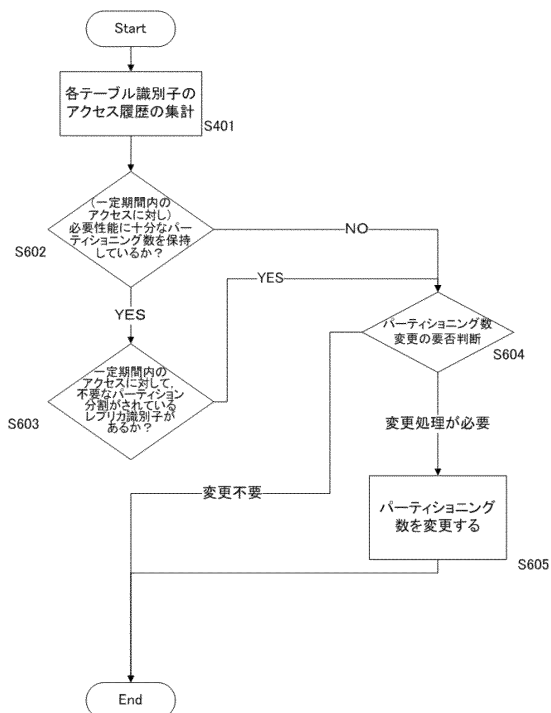 Start
各テーブル識別子の
アクセス履歴の集計
S401
(一定期間内の
アクセスに対し)
必要性能に十分なパー
ティショニング数を保持
しているか?
S602
NO
YES
YES
一定期間内の
アクセスに対して,
不要なパーティション
分割がされている
レプリカ識別子が
あるか?
S603
パーティショニング数
変更の要否判断
S604
変更処理が必要
変更不要
パーティショニング
数を変更する
S605
End